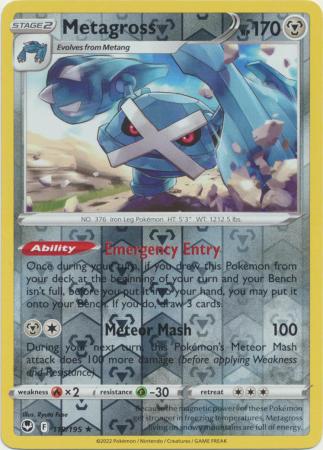 STAGE 2 Metagross 170
Evolves from Metang
NO. 376 Iron Leg Pokémon HT: 5'3" WT: 1212.5 lbs.
Ability Emergency Entry
Once during your turn, if you drew this Pokémon from
your deck at the beginning of your turn and your Bench
isn't full, before you put it into your hand, you may put it
onto your Bench. If you do, draw 3 cards.
Meteor Mash 100
During your next turn, this Pokémon's Meteor Mash
attack does 100 more damage (before applying Weakness
and Resistance).
weakness ×2 resistance -30 retreat
Illus. Ryuta Fuse
F 119/195 ★
Because the magnetic power of these Pokémon
gets stronger in freezing conditions, Metagross
living on snowy mountains are full of energy.
©2022 Pokémon / Nintendo / Creatures / GAME FREAK